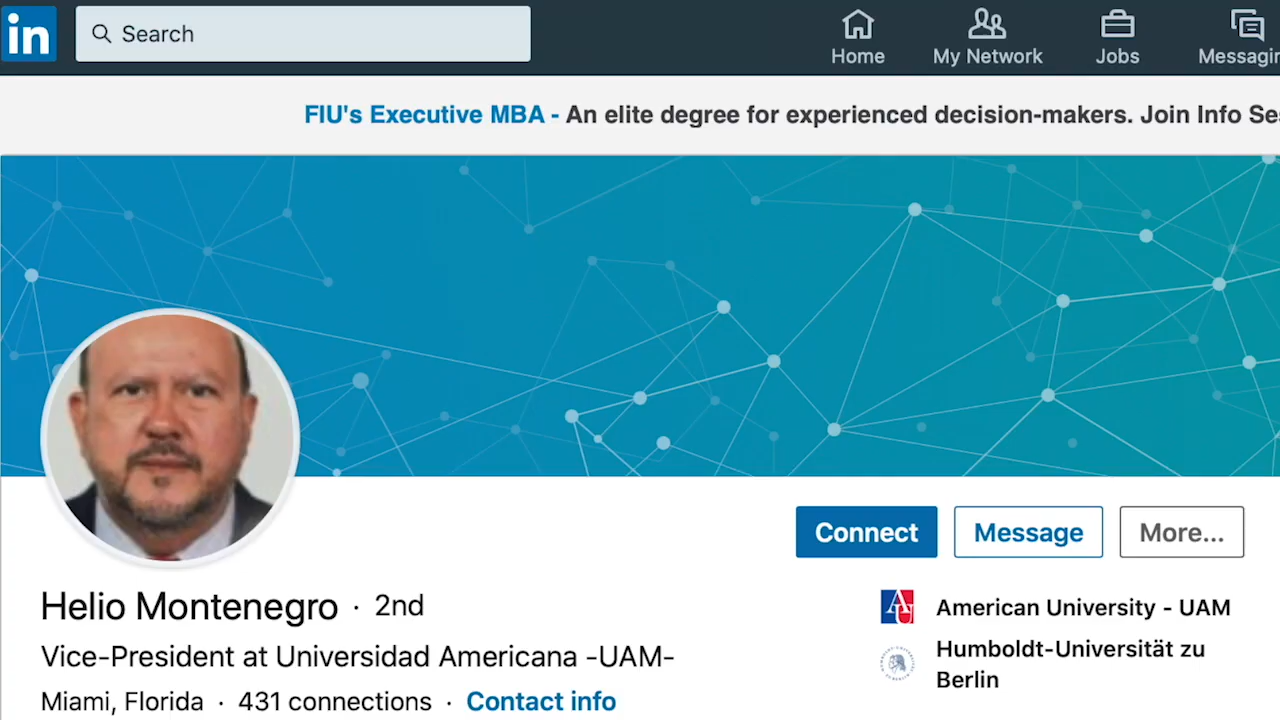 in
Search
Home
My Network
Jobs
FIU's Executive MBA - An elite degree for experienced decision-makers. Join Info
Connect
Message
More...
Helio Montenegro · 2nd
Vice-President at Universidad Americana -UAM-
Miami, Florida · 431 connections · Contact info
American University - UAM
Humboldt-Universität zu
Berlin